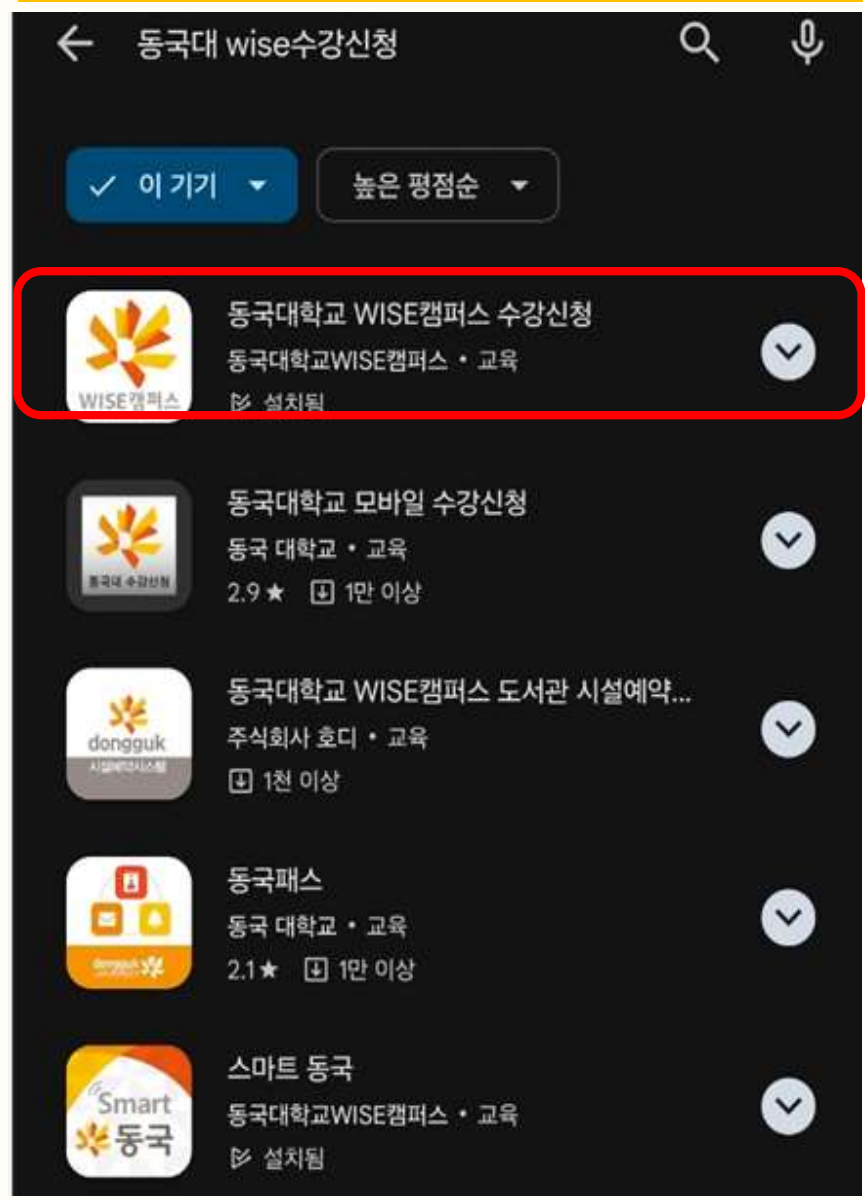 동국대 wise수강신청
이 기기
높은 평점순
동국대학교 WISE캠퍼스 수강신청
동국대학교WISE캠퍼스 • 교육
WISE캠퍼스
설치됨
동국대학교 모바일 수강신청
동국 대학교 • 교육
동국대 수강신청
2.9 ★ 1만 이상
동국대학교 WISE캠퍼스 도서관 시설예약...
주식회사 호디 • 교육
dongguk
시설예약시스템
1천 이상
동국패스
동국 대학교 • 교육
dongguk
2.1 ★ 1만 이상
스마트 동국
Smart
동국
동국대학교WISE캠퍼스 • 교육
설치됨